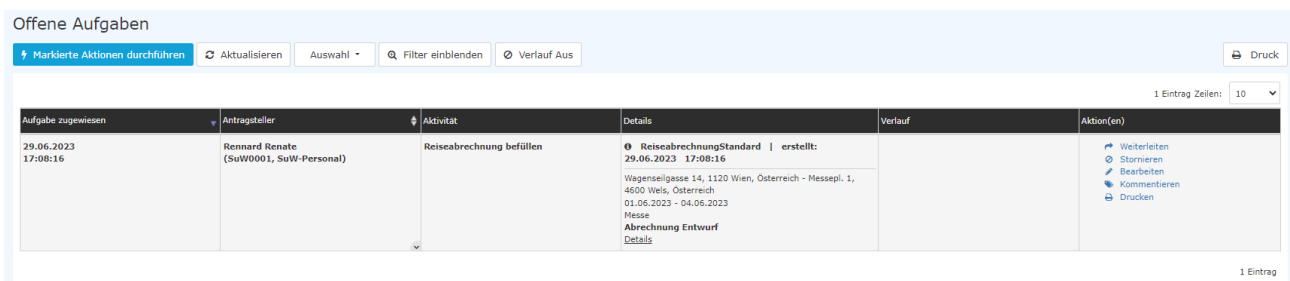 Offene Aufgaben
Markierte Aktionen durchführen Aktualisieren Auswahl Filter einblenden Verlauf Aus Druck
1 Eintrag Zeilen: 10
Aufgabe zugewiesen Antragsteller Aktivität Details Verlauf Aktion(en)
29.06.2023
17:08:16
Rennard Renate
(SuW0001, SuW-Personal)
Reiseabrechnung befüllen
ReiseabrechnungStandard | erstellt:
29.06.2023 17:08:16
Wagenseilgasse 14, 1120 Wien, Österreich - Messepl. 1,
4600 Wels, Österreich
01.06.2023 - 04.06.2023
Messe
Abrechnung Entwurf
Details
Weiterleiten
Stornieren
Bearbeiten
Kommentieren
Drucken
1 Eintrag